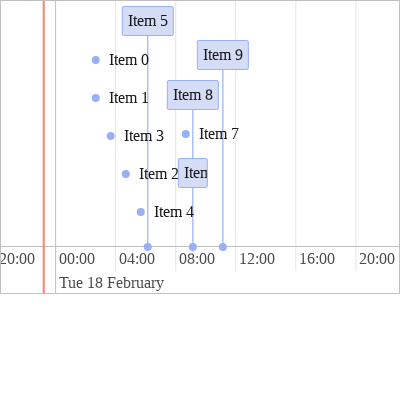 Item 5
Item 9
Item 0
Item 8
Item 1
Item 3
Item 7
Item 2
Iten
Item 4
20:00
00:00
04:00
08:00
12:00
16:00
20:00
Tue 18 February